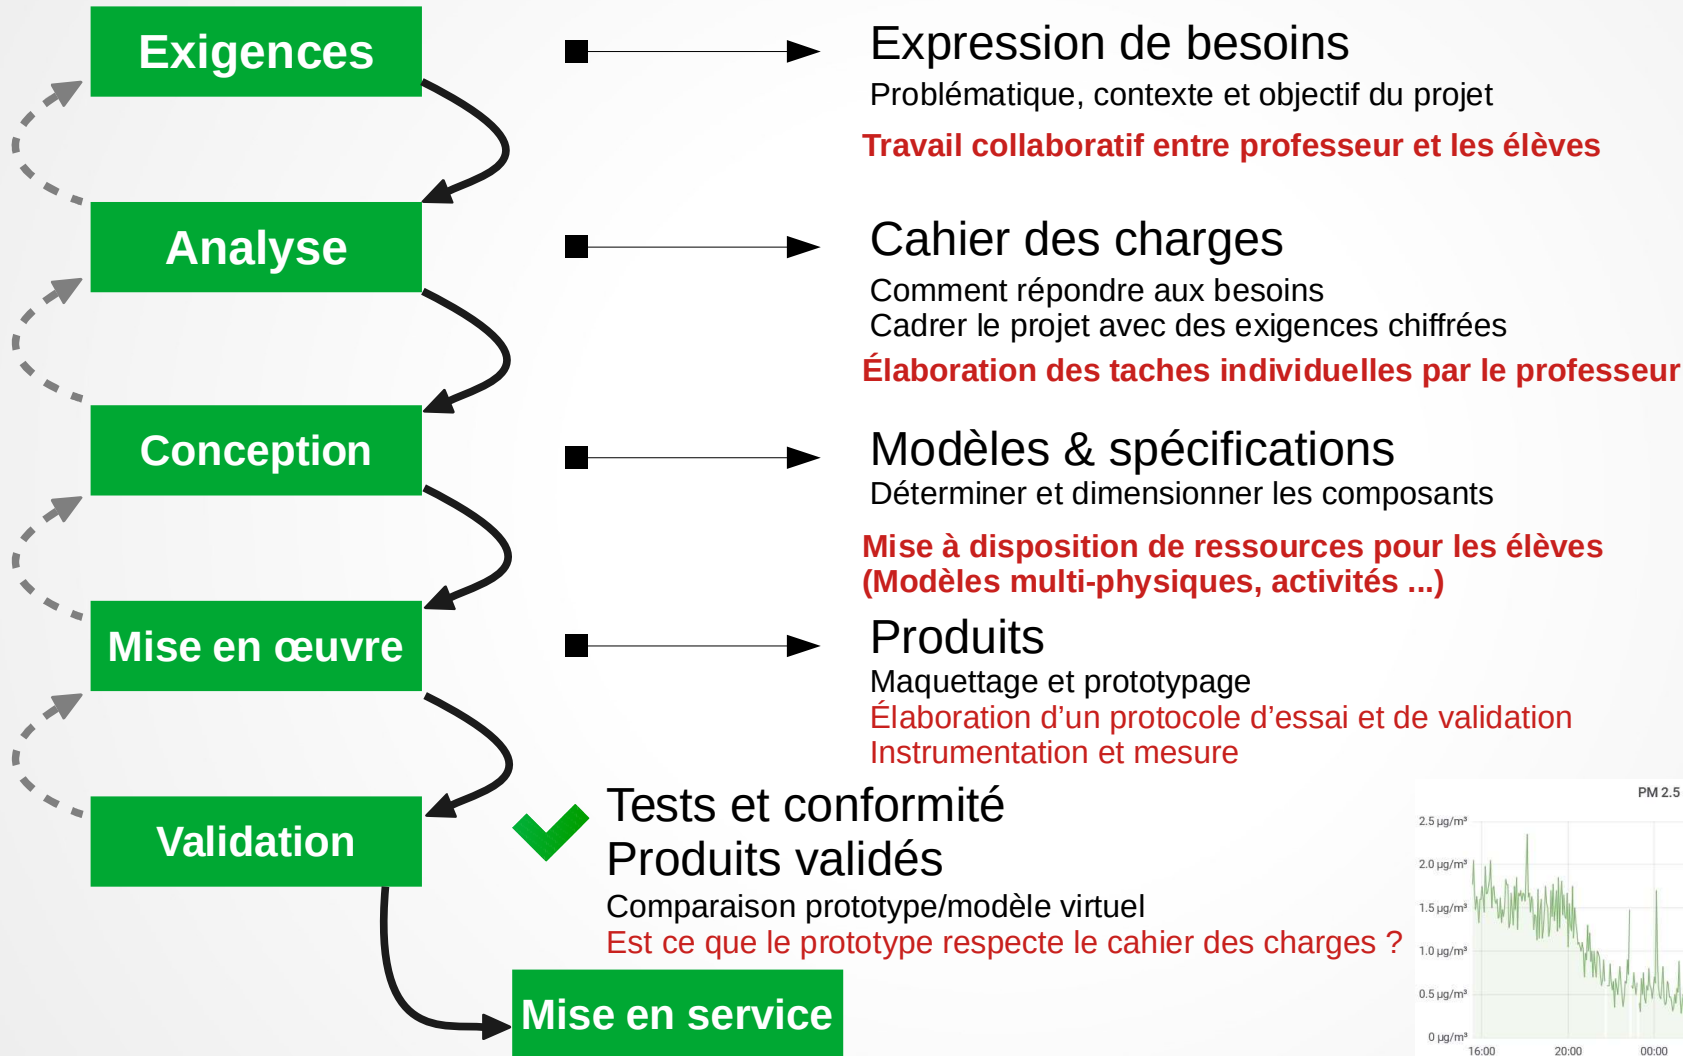 Exigences
Expression de besoins
Problématique, contexte et objectif du projet
Travail collaboratif entre professeur et les élèves
Analyse
Cahier des charges
Comment répondre aux besoins
Cadrer le projet avec des exigences chiffrées
Élaboration des taches individuelles par le professeur
Conception
Modèles & spécifications
Déterminer et dimensionner les composants
Mise à disposition de ressources pour les élèves
(Modèles multi-physiques, activités ...)
Mise en œuvre
Produits
Maquettage et prototypage
Élaboration d’un protocole d’essai et de validation
Instrumentation et mesure
Validation
Tests et conformité
Produits validés
Comparaison prototype/modèle virtuel
Est ce que le prototype respecte le cahier des charges ?
Mise en service
PM 2.5
2.5 µg/m³
2.0 µg/m³
1.5 µg/m³
1.0 µg/m³
0.5 µg/m³
0 µg/m³
16:00 20:00 00:00